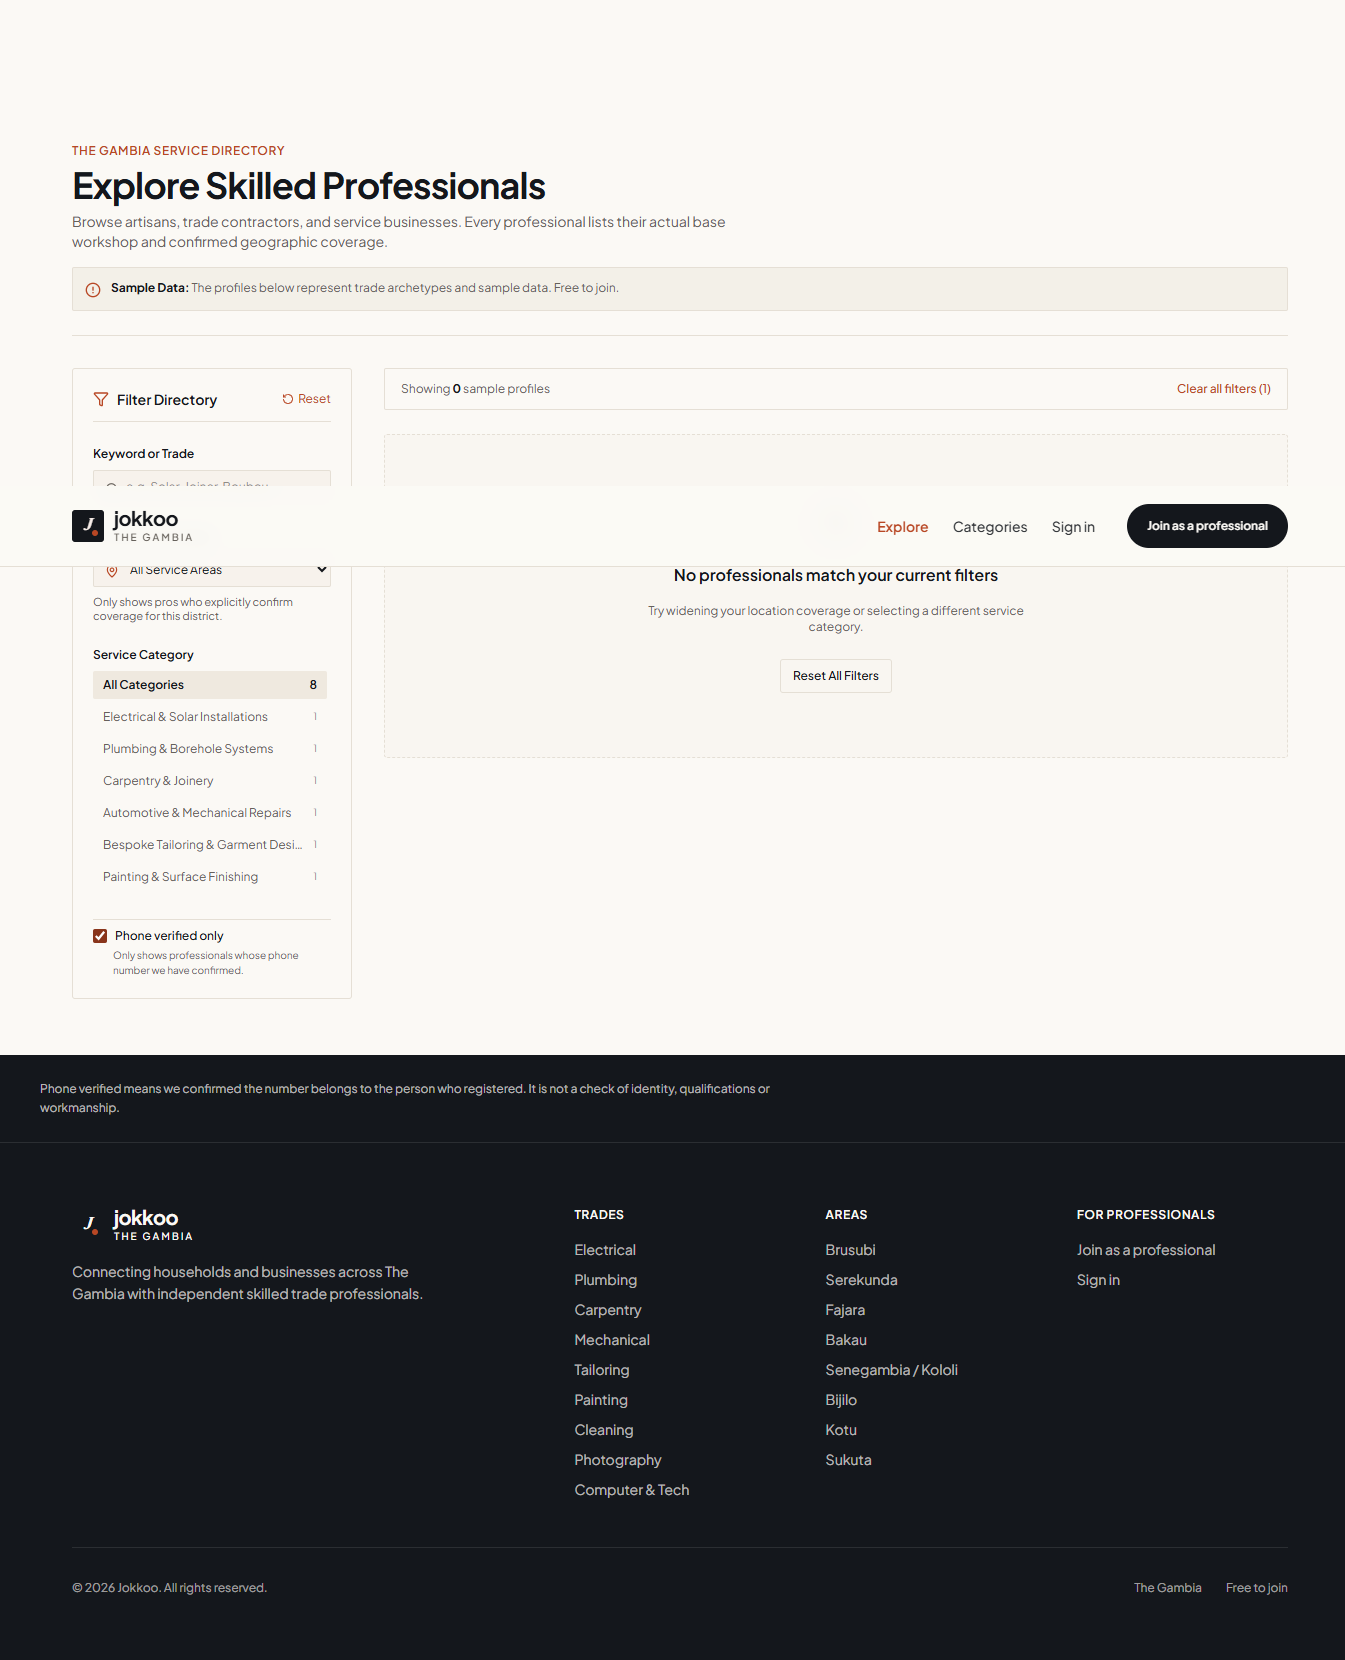 THE GAMBIA SERVICE DIRECTORY
Explore Skilled Professionals
Browse artisans, trade contractors, and service businesses. Every professional lists their actual base
workshop and confirmed geographic coverage.
Sample Data: The profiles below represent trade archetypes and sample data. Free to join.
Filter Directory
Reset
Keyword or Trade
e.g. Solar, Joiner, Boubou
Showing 0 sample profiles
Clear all filters (1)
J jokkoo
THE GAMBIA
Explore
Categories
Sign in
Join as a professional
All Service Areas
Only shows pros who explicitly confirm
coverage for this district.
Service Category
All Categories 8
Electrical & Solar Installations 1
Plumbing & Borehole Systems 1
Carpentry & Joinery 1
Automotive & Mechanical Repairs 1
Bespoke Tailoring & Garment Desi... 1
Painting & Surface Finishing 1
Phone verified only
Only shows professionals whose phone
number we have confirmed.
No professionals match your current filters
Try widening your location coverage or selecting a different service
category.
Reset All Filters
Phone verified means we confirmed the number belongs to the person who registered. It is not a check of identity, qualifications or
workmanship.
J jokkoo
THE GAMBIA
Connecting households and businesses across The
Gambia with independent skilled trade professionals.
TRADES
Electrical
Plumbing
Carpentry
Mechanical
Tailoring
Painting
Cleaning
Photography
Computer & Tech
AREAS
Brusubi
Serekunda
Fajara
Bakau
Senegambia / Kololi
Bijilo
Kotu
Sukuta
FOR PROFESSIONALS
Join as a professional
Sign in
© 2026 Jokkoo. All rights reserved.
The Gambia
Free to join